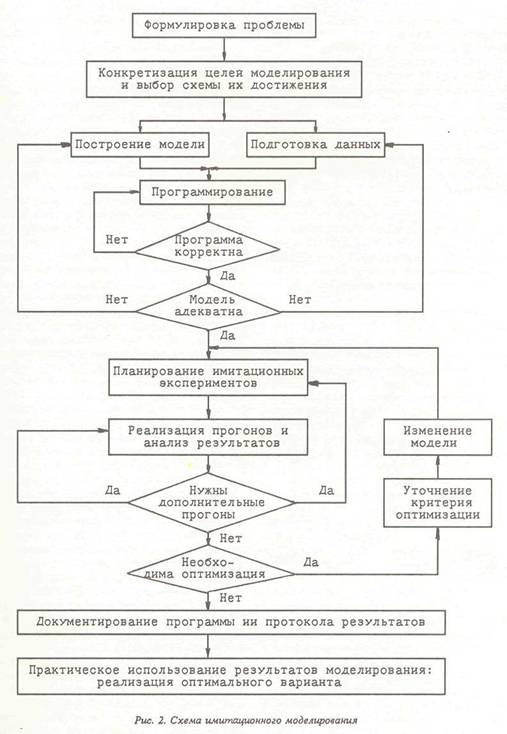 Формулировка проблемы
Конкретизация целей моделирования
и выбор схемы их достижения
Построение модели
Подготовка данных
Программирование
Нет
Программа
корректна
Да
Нет
Модель
адекватна
Нет
Да
Планирование имитационных
экспериментов
Реализация прогонов и
анализ результатов
Изменение
модели
Да
Нужны
дополнительные
прогоны
Да
Уточнение
критерия
оптимизации
Нет
Необхо-
дима оптимизация
Да
Нет
Документирование программы ии протокола результатов
Практическое использование результатов моделирования:
реализация оптимального варианта
Рис. 2. Схема имитационного моделирования